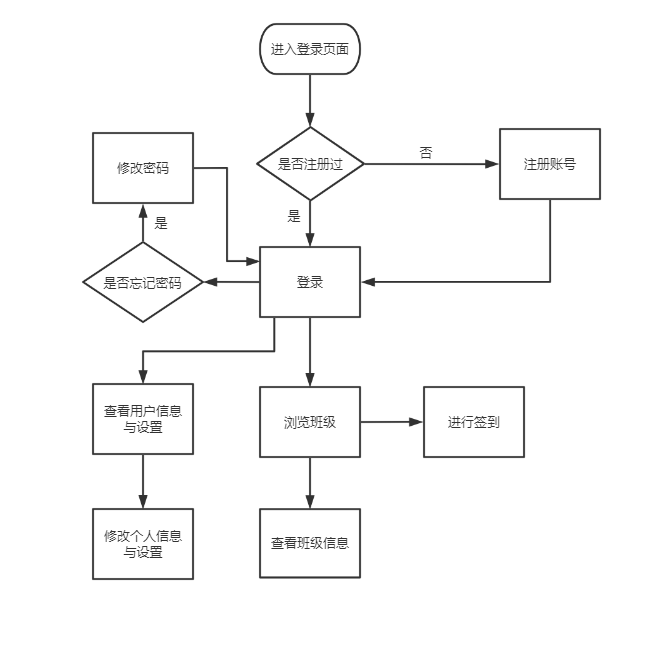 进入登录页面
是否注册过
否
注册账号
修改密码
是
是
是否忘记密码
登录
查看用户信息
与设置
浏览班级
进行签到
修改个人信息
与设置
查看班级信息